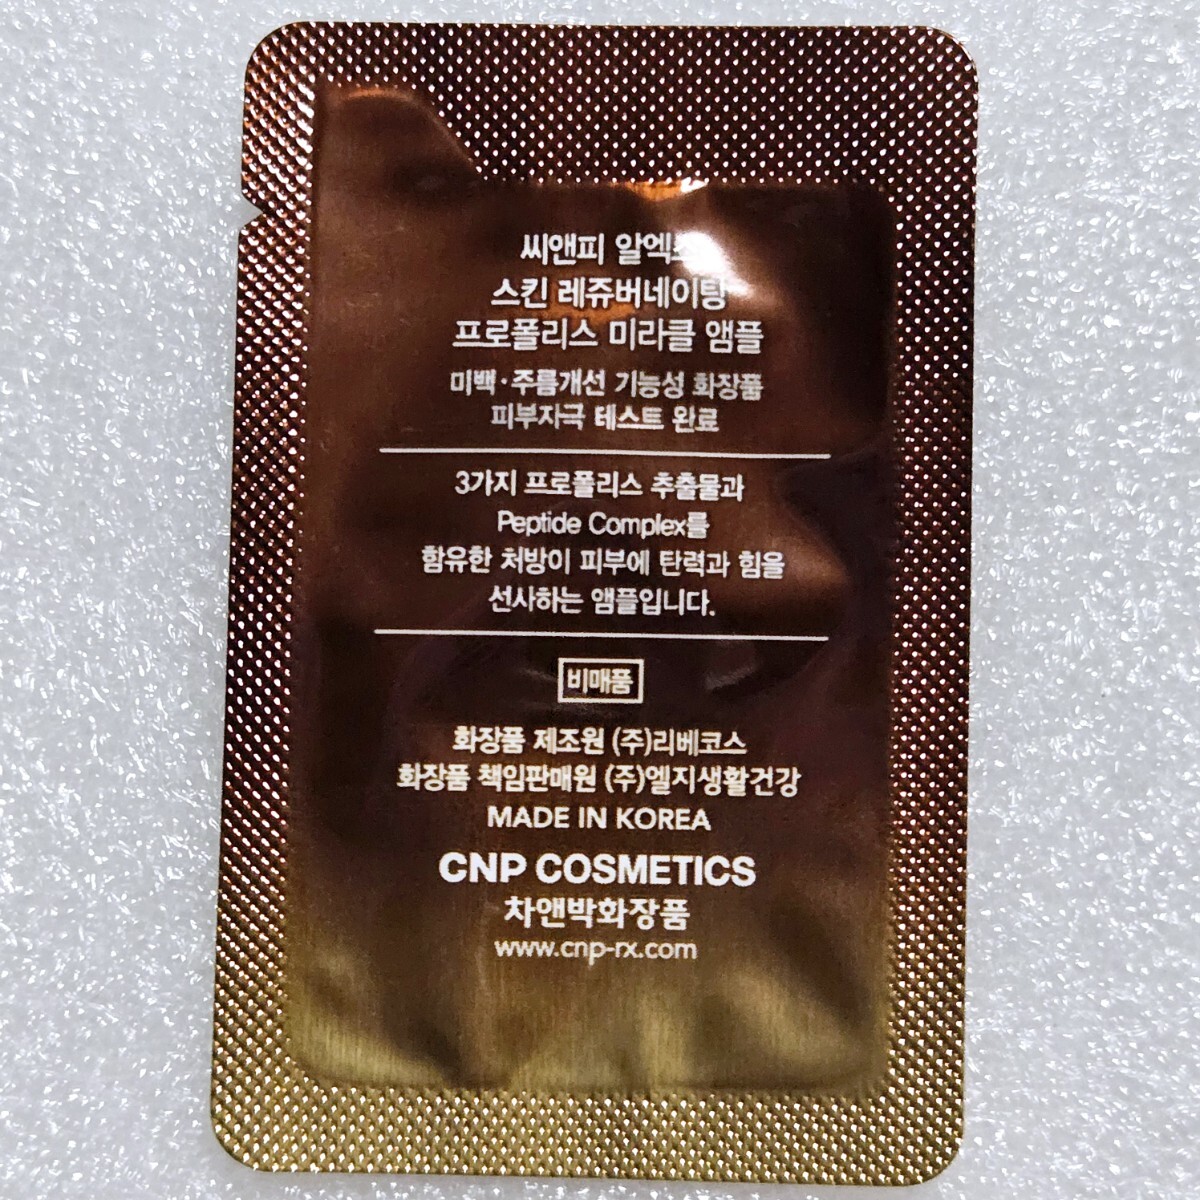 씨앤피 알엑스
스킨 레쥬버네이팅
프로폴리스 미라클 앰플
미백·주름개선 기능성 화장품
피부자극 테스트 완료
3가지 프로폴리스 추출물과
Peptide Complex를
함유한 처방이 피부에 탄력과 힘을
선사하는 앰플입니다.
비매품
화장품 제조원 (주)리베코스
화장품 책임판매원 (주)엘지생활건강
MADE IN KOREA
CNP COSMETICS
차앤박화장품
www.cnp-rx.com